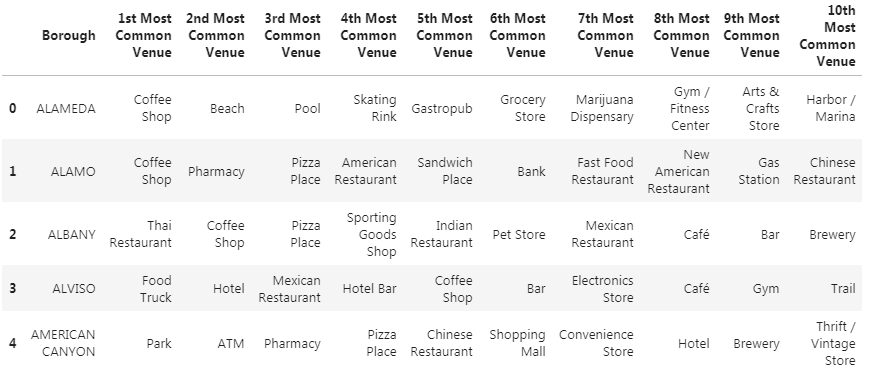 Borough 1st Most Common Venue 2nd Most Common Venue 3rd Most Common Venue 4th Most Common Venue 5th Most Common Venue 6th Most Common Venue 7th Most Common Venue 8th Most Common Venue 9th Most Common Venue 10th Most Common Venue
0 ALAMEDA Coffee Shop Beach Pool Skating Rink Gastropub Grocery Store Marijuana Dispensary Gym / Fitness Center Arts & Crafts Store Harbor / Marina
1 ALAMO Coffee Shop Pharmacy Pizza Place American Restaurant Sandwich Place Bank Fast Food Restaurant New American Restaurant Gas Station Chinese Restaurant
2 ALBANY Thai Restaurant Coffee Shop Pizza Place Sporting Goods Shop Indian Restaurant Pet Store Mexican Restaurant Café Bar Brewery
3 ALVISO Food Truck Hotel Mexican Restaurant Hotel Bar Coffee Shop Bar Electronics Store Café Gym Trail
4 AMERICAN CANYON Park ATM Pharmacy Pizza Place Chinese Restaurant Shopping Mall Convenience Store Hotel Brewery Thrift / Vintage Store